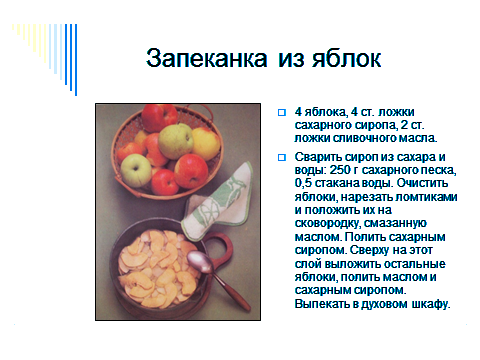 Запеканка из яблок
4 яблока, 4 ст. ложки
сахарного сиропа, 2 ст.
ложки сливочного масла.
Сварить сироп из сахара и
воды: 250 г сахарного песка,
0,5 стакана воды. Очистить
яблоки, нарезать ломтиками
и положить их на
сковородку, смазанную
маслом. Полить сахарным
сиропом. Сверху на этот
слой выложить остальные
яблоки, полить маслом и
сахарным сиропом.
Выпекать в духовом шкафу.